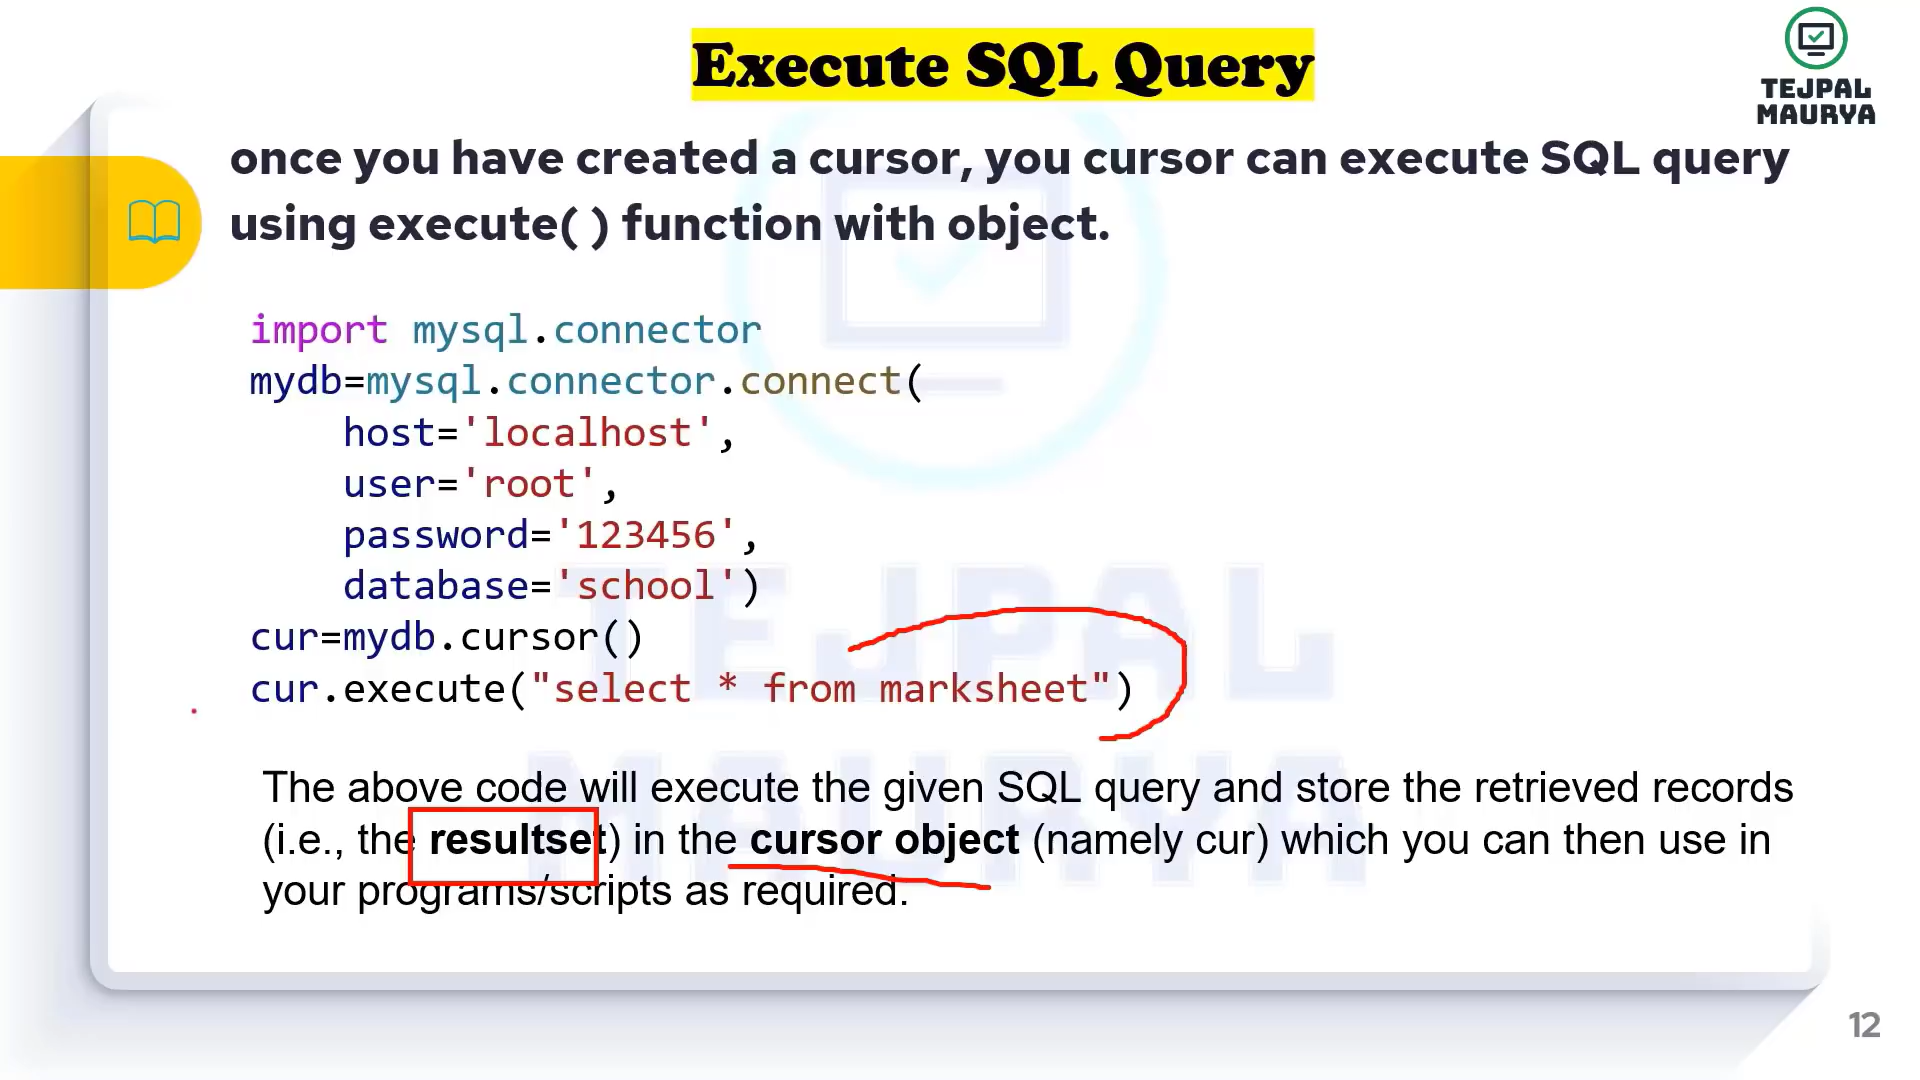 Execute SQL Query
TEJPAL
MAURYA
once you have created a cursor, you cursor can execute SQL query
using execute( ) function with object.
import mysql.connector
mydb=mysql.connector.connect(
    host='localhost',
    user='root',
    password='123456',
    database='school')
cur=mydb.cursor()
cur.execute("select * from marksheet")
The above code will execute the given SQL query and store the retrieved records
(i.e., the resultset) in the cursor object (namely cur) which you can then use in
your programs/scripts as required.
TEJPAL
MAURYA
12